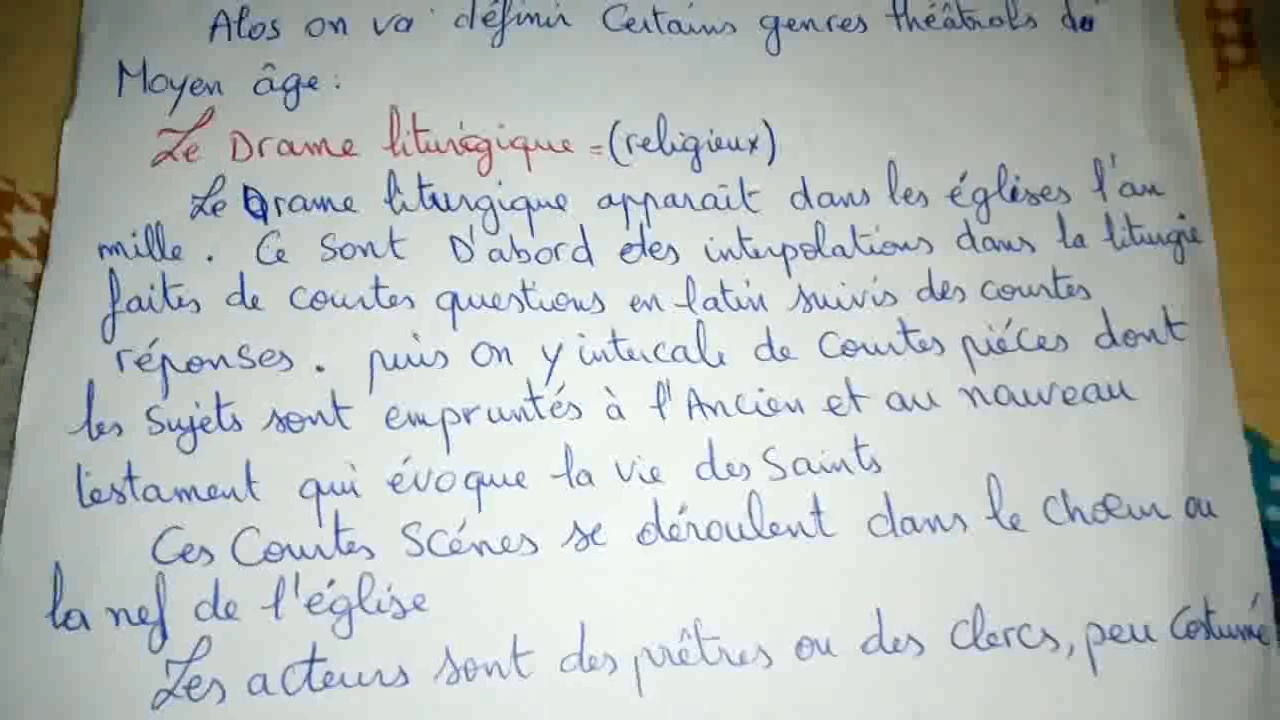 Alos on va définir Certains genres théâtrals du
Moyen âge :
Le Drame liturégique = (religieux)
Le Drame liturgique apparaît dans les églises l'an
mille. Ce sont D'abord des interpolations dans la liturgie
faites de courtes questions en latin suivis des courtes
réponses. puis on y intercale de courtes piéces dont
les Sujets sont empruntés à l'Ancien et au nouveau
testament qui évoque la vie des Saints
Ces Courtes Scénes se déroulent dans le choeur ou
la nef de l'église
Les acteurs sont des prêtres ou des clercs, peu Costumé